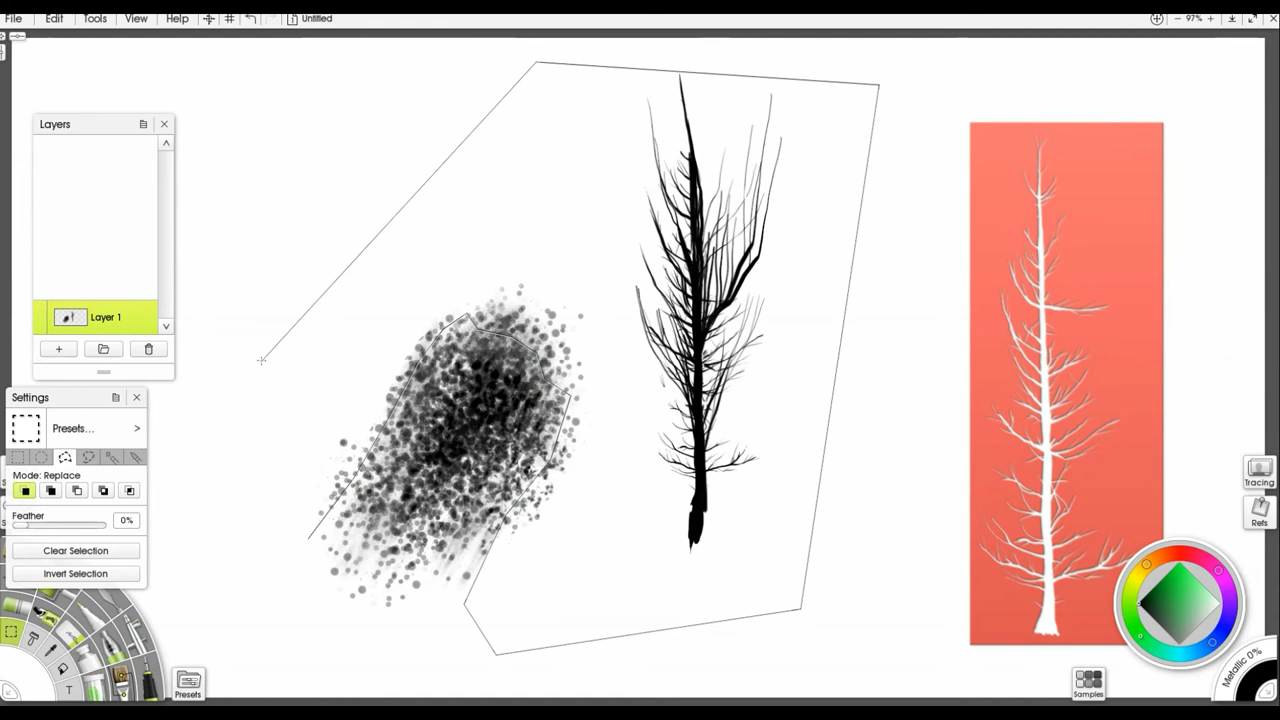 File Edit Tools View Help Untitled 97%
Layers
Layer 1
Settings
Presets...
Mode: Replace
Feather 0%
Clear Selection
Invert Selection
Presets
Tracing
Refs
Samples
Metallic 0%
T